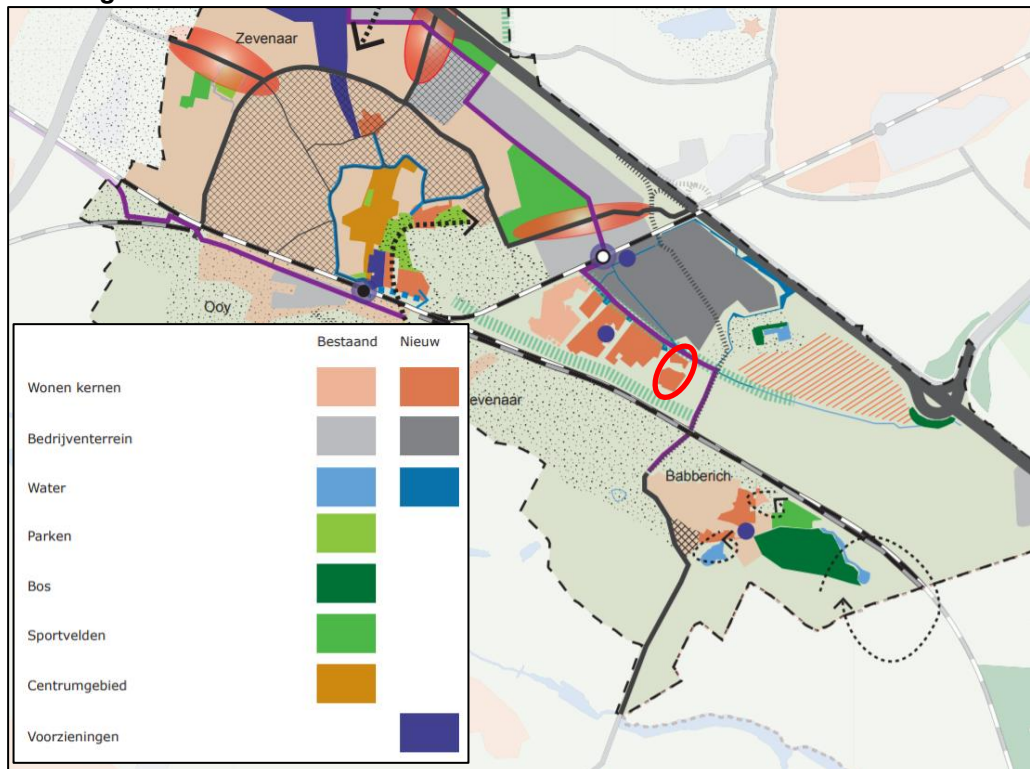 Zevenaar
Ooy
evenaar
Babberich
Bestaand Nieuw
Wonen kernen
Bedrijventerrein
Water
Parken
Bos
Sportvelden
Centrumgebied
Voorzieningen